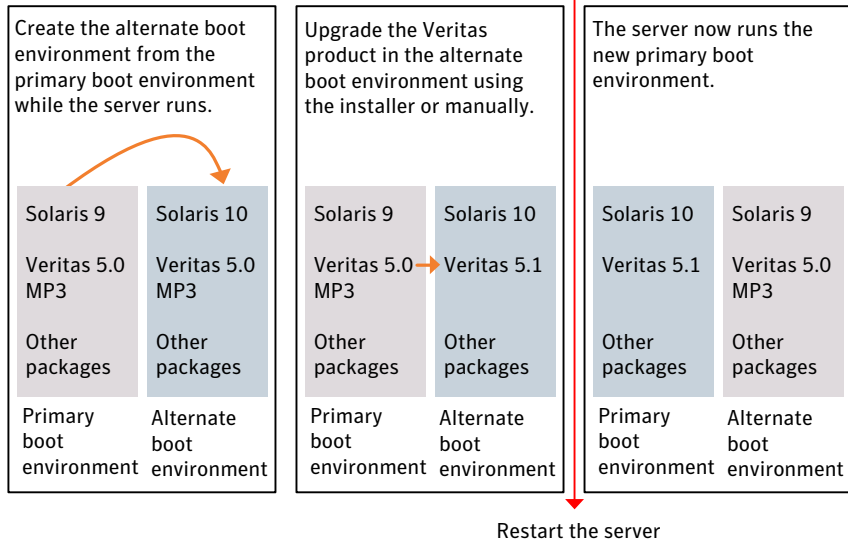 Create the alternate boot
environment from the
primary boot environment
while the server runs.
Solaris 9
Veritas 5.0
MP3
Other
packages
Primary
boot
environment
Solaris 10
Veritas 5.0
MP3
Other
packages
Alternate
boot
environment
Upgrade the Veritas
product in the alternate
boot environment using
the installer or manually.
Solaris 9
Veritas 5.0
MP3
Other
packages
Primary
boot
environment
Solaris 10
Veritas 5.1
Other
packages
Alternate
boot
environment
The server now runs the
new primary boot
environment.
Solaris 10
Veritas 5.1
Other
packages
Primary
boot
environment
Solaris 9
Veritas 5.0
MP3
Other
packages
Alternate
boot
environment
Restart the server